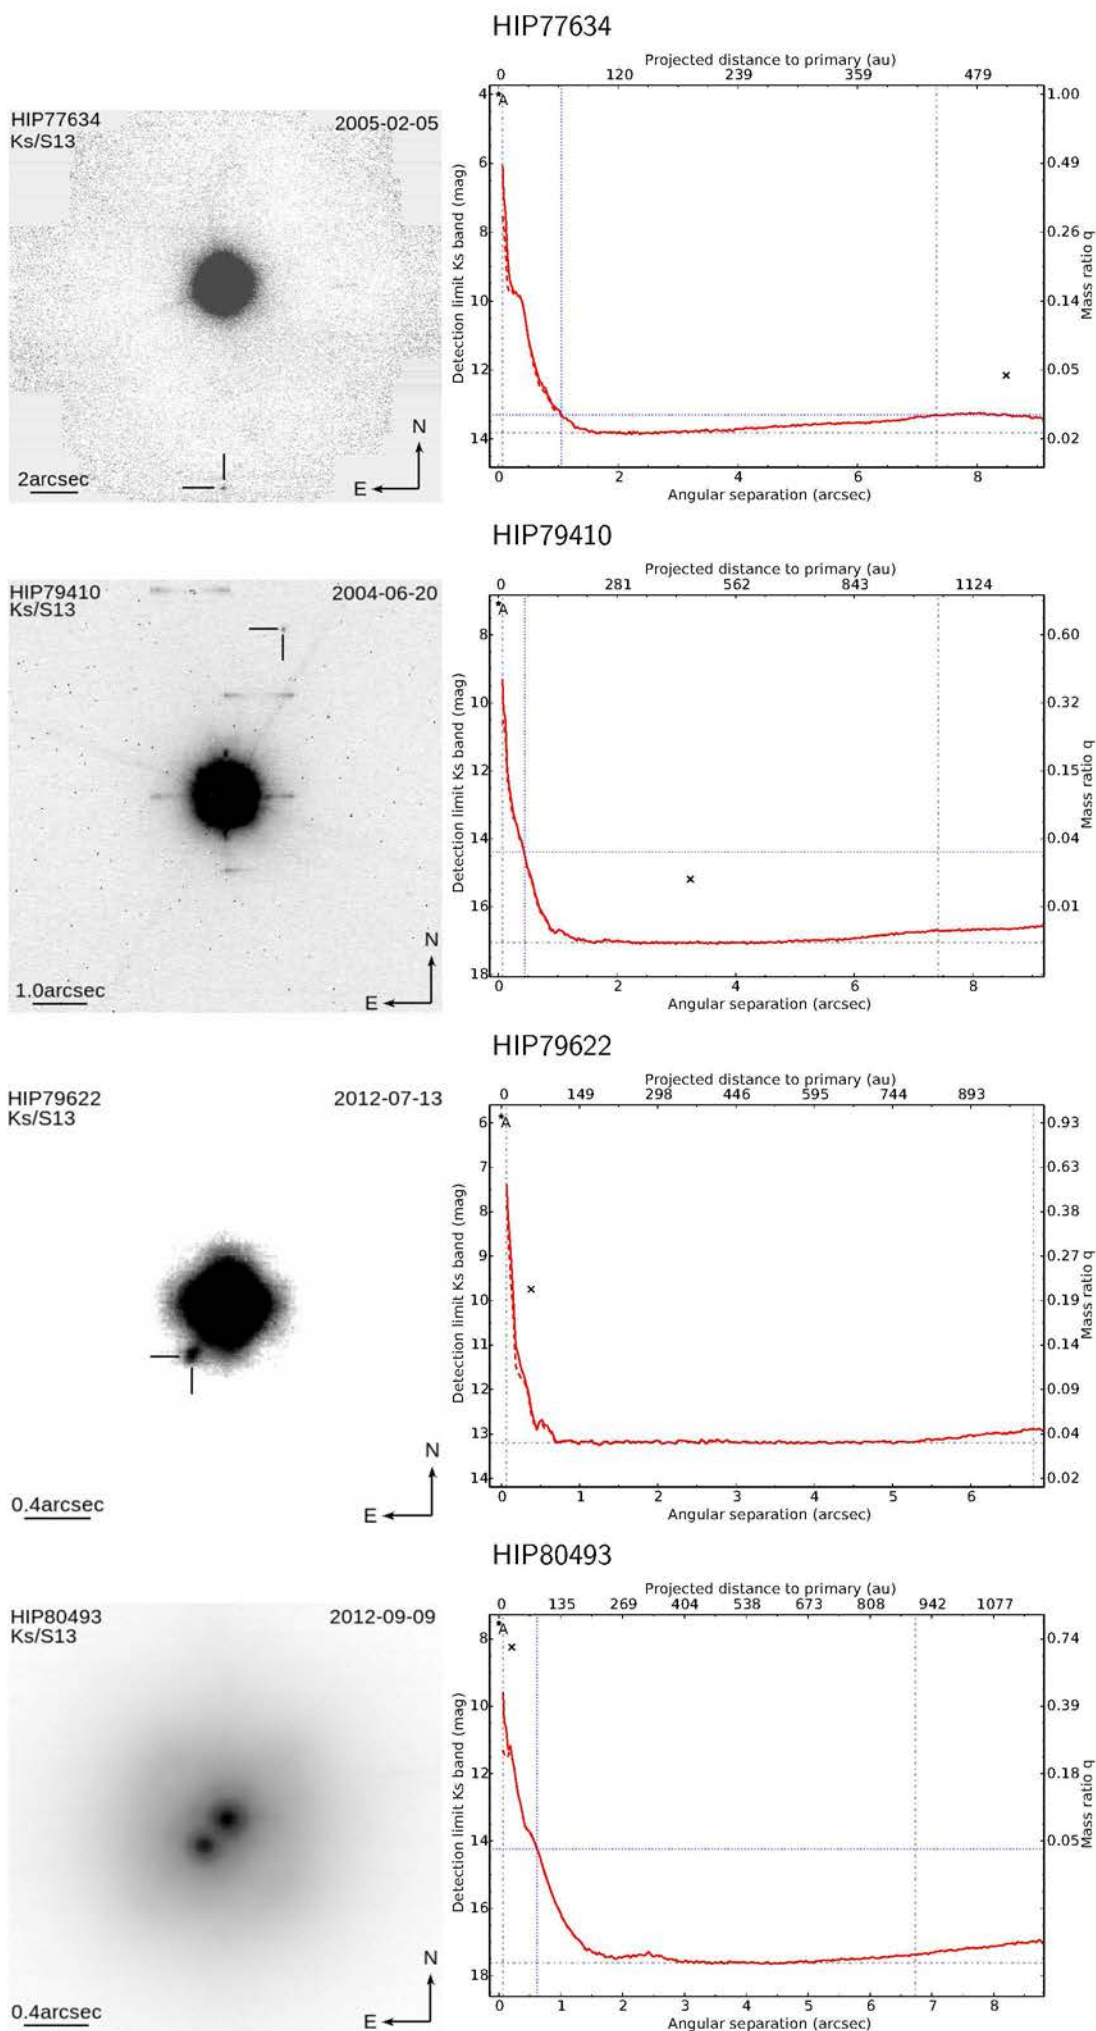 HIP77634
Projected distance to primary (au)
0 120 239 359 479
HIP77634 2005-02-05
Ks/S13
N
E
2arcsec
A
Detection limit Ks band (mag)
4
6
8
10
12
14
1.00
0.49
0.26
0.14
0.05
0.02
Mass ratio q
0 2 4 6 8
Angular separation (arcsec)
HIP79410
Projected distance to primary (au)
0 281 562 843 1124
HIP79410 2004-06-20
Ks/S13
N
E
1.0arcsec
A
Detection limit Ks band (mag)
8
10
12
14
16
18
0.60
0.32
0.15
0.04
0.01
Mass ratio q
0 2 4 6 8
Angular separation (arcsec)
HIP79622
Projected distance to primary (au)
0 149 298 446 595 744 893
HIP79622 2012-07-13
Ks/S13
N
E
0.4arcsec
A
Detection limit Ks band (mag)
6
7
8
9
10
11
12
13
14
0.93
0.63
0.38
0.27
0.19
0.14
0.09
0.04
0.02
Mass ratio q
0 1 2 3 4 5 6
Angular separation (arcsec)
HIP80493
Projected distance to primary (au)
0 135 269 404 538 673 808 942 1077
HIP80493 2012-09-09
Ks/S13
N
E
0.4arcsec
A
Detection limit Ks band (mag)
8
10
12
14
16
18
0.74
0.39
0.18
0.05
Mass ratio q
0 1 2 3 4 5 6 7 8
Angular separation (arcsec)